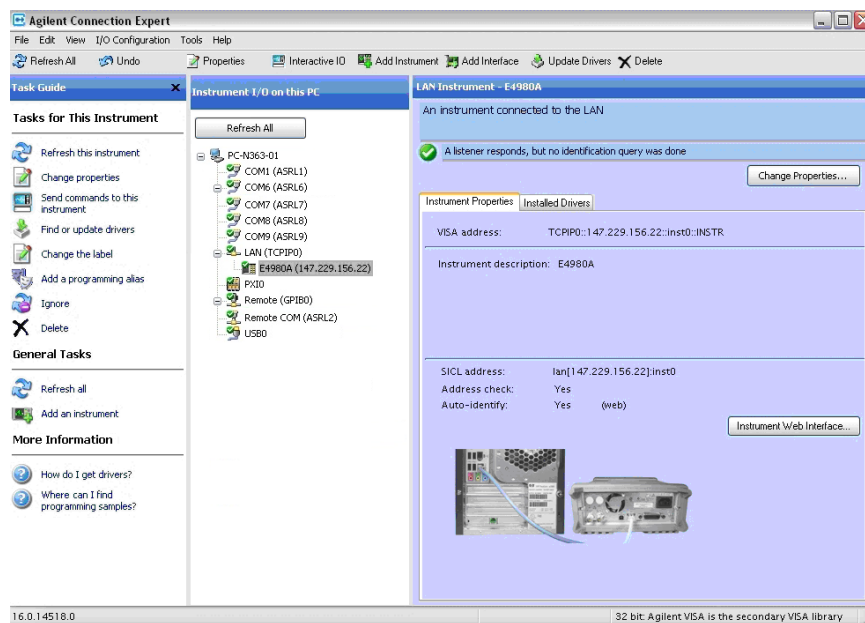 Agilent Connection Expert
File Edit View I/O Configuration Tools Help
Refresh All Undo Properties Interactive IO Add Instrument Add Interface Update Drivers Delete
Task Guide
Tasks for This Instrument
Refresh this instrument
Change properties
Send commands to this
instrument
Find or update drivers
Change the label
Add a programming alias
Ignore
Delete
General Tasks
Refresh all
Add an instrument
More Information
How do I get drivers?
Where can I find
programming samples?
Instrument I/O on this PC
Refresh All
PC-N363-01
COM1 (ASRL1)
COM6 (ASRL6)
COM7 (ASRL7)
COM8 (ASRL8)
COM9 (ASRL9)
LAN (TCPIP0)
E4980A (147.229.156.22)
PXI0
Remote (GPIB0)
Remote COM (ASRL2)
USB0
LAN Instrument - E4980A
An instrument connected to the LAN
A listener responds, but no identification query was done
Change Properties...
Instrument Properties Installed Drivers
VISA address: TCPIP0::147.229.156.22::inst0::INSTR
Instrument description: E4980A
SICL address: lan[147.229.156.22]:inst0
Address check: Yes
Auto-identify: Yes (web)
Instrument Web Interface...
16.0.14518.0
32 bit: Agilent VISA is the secondary VISA library